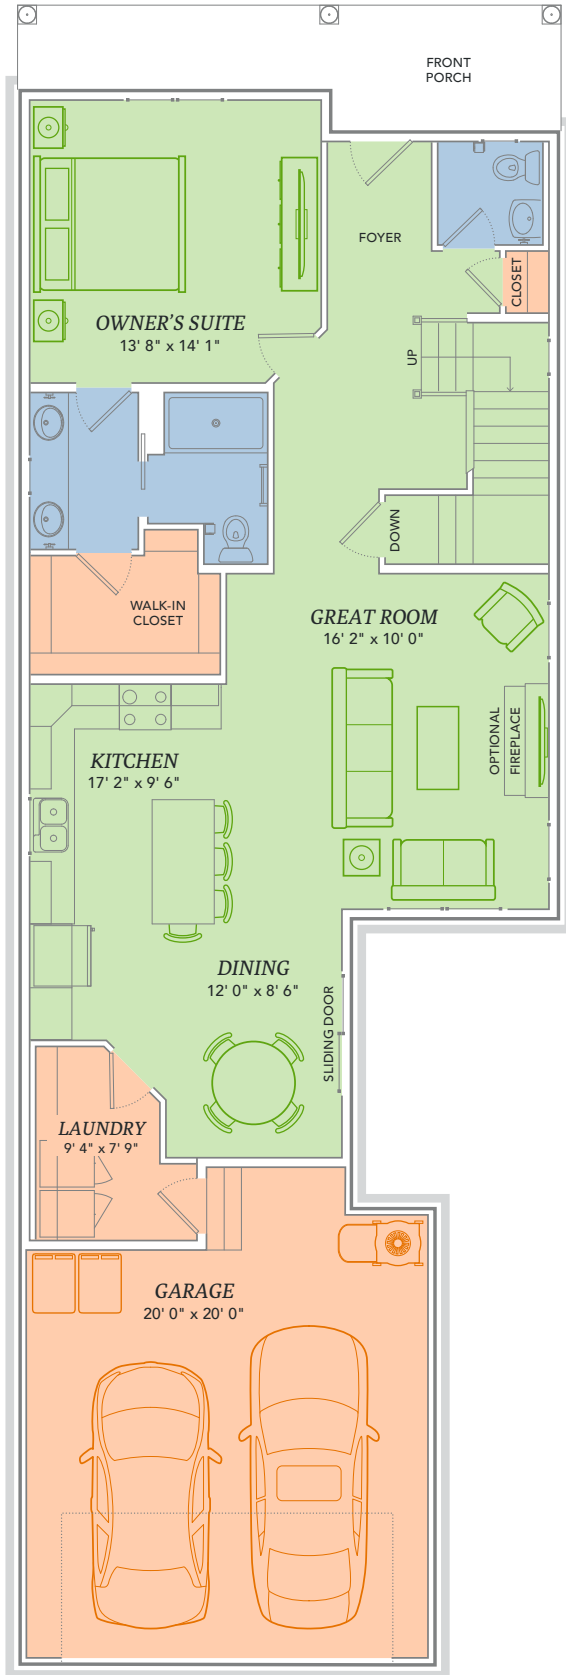 FRONT
PORCH
FOYER
CLOSET
OWNER'S SUITE
13' 8" x 14' 1"
UP
DOWN
WALK-IN
CLOSET
GREAT ROOM
16' 2" x 10' 0"
OPTIONAL
FIREPLACE
KITCHEN
17' 2" x 9' 6"
DINING
12' 0" x 8' 6"
SLIDING DOOR
LAUNDRY
9' 4" x 7' 9"
GARAGE
20' 0" x 20' 0"